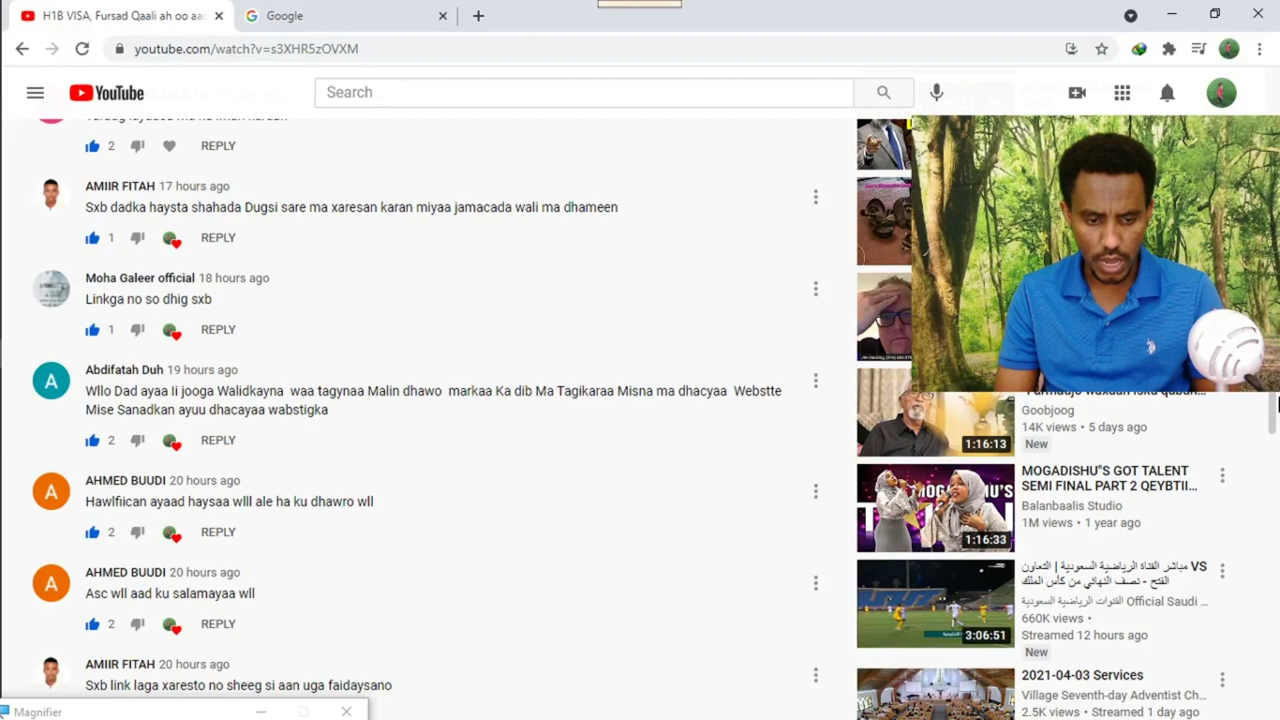 H1B VISA, Fursad Qaali ah oo aad
Google
youtube.com/watch?v=s3XHR5zOVXM
YouTube
Search
2 REPLY
AMIIR FITAH 17 hours ago
Sxb dadka haysta shahada Dugsi sare ma xaresan karan miyaa jamacada wali ma dhameen
1 REPLY
Moha Galeer official 18 hours ago
Linkga no so dhig sxb
1 REPLY
Abdifatah Duh 19 hours ago
A
Wllo Dad ayaa Ii jooga Walidkayna waa tagynaa Malin dhawo markaa Ka dib Ma Tagikaraa Misna ma dhacyaa Webstte
Mise Sanadkan ayuu dhacayaa wabstigka
2 REPLY
AHMED BUUDI 20 hours ago
A
Hawlfiican ayaad haysaa wlll ale ha ku dhawro wll
2 REPLY
AHMED BUUDI 20 hours ago
A
Asc wll aad ku salamayaa wll
2 REPLY
AMIIR FITAH 20 hours ago
Sxb link laga xaresto no sheeg si aan uga faidaysano
Magnifier
Goobjoog
14K views • 5 days ago
New
1:16:13
MOGADISHU"S GOT TALENT
SEMI FINAL PART 2 QEYBTII...
Balanbaalis Studio
1M views • 1 year ago
1:16:33
مباشر القناة الرياضية السعودية | التعاون VS
الفتح - نصف النهائي من كأس الملك
القنوات الرياضية السعودية Official Saudi ...
660K views •
Streamed 12 hours ago
New
3:06:51
2021-04-03 Services
Village Seventh-day Adventist Ch...
2.5K views • Streamed 1 day ago